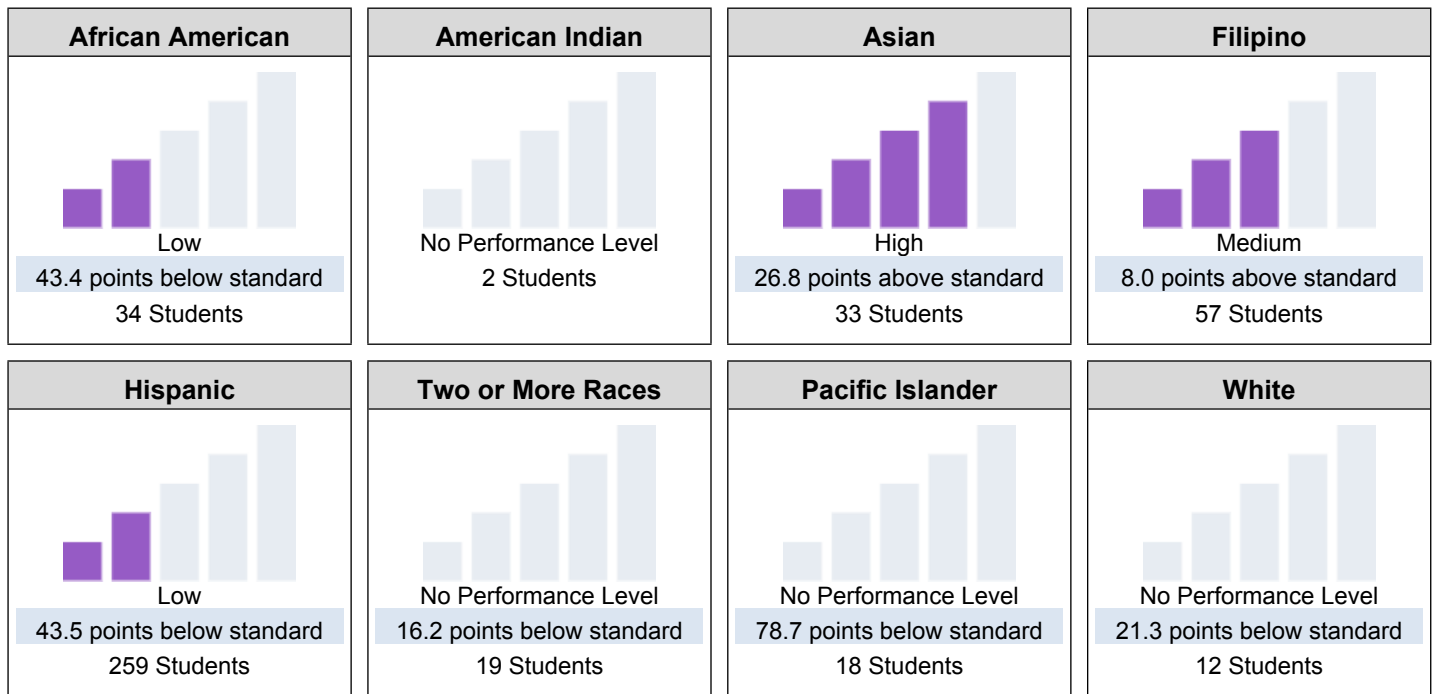 African American
Low
43.4 points below standard
34 Students
American Indian
No Performance Level
2 Students
Asian
High
26.8 points above standard
33 Students
Filipino
Medium
8.0 points above standard
57 Students
Hispanic
Low
43.5 points below standard
259 Students
Two or More Races
No Performance Level
16.2 points below standard
19 Students
Pacific Islander
No Performance Level
78.7 points below standard
18 Students
White
No Performance Level
21.3 points below standard
12 Students